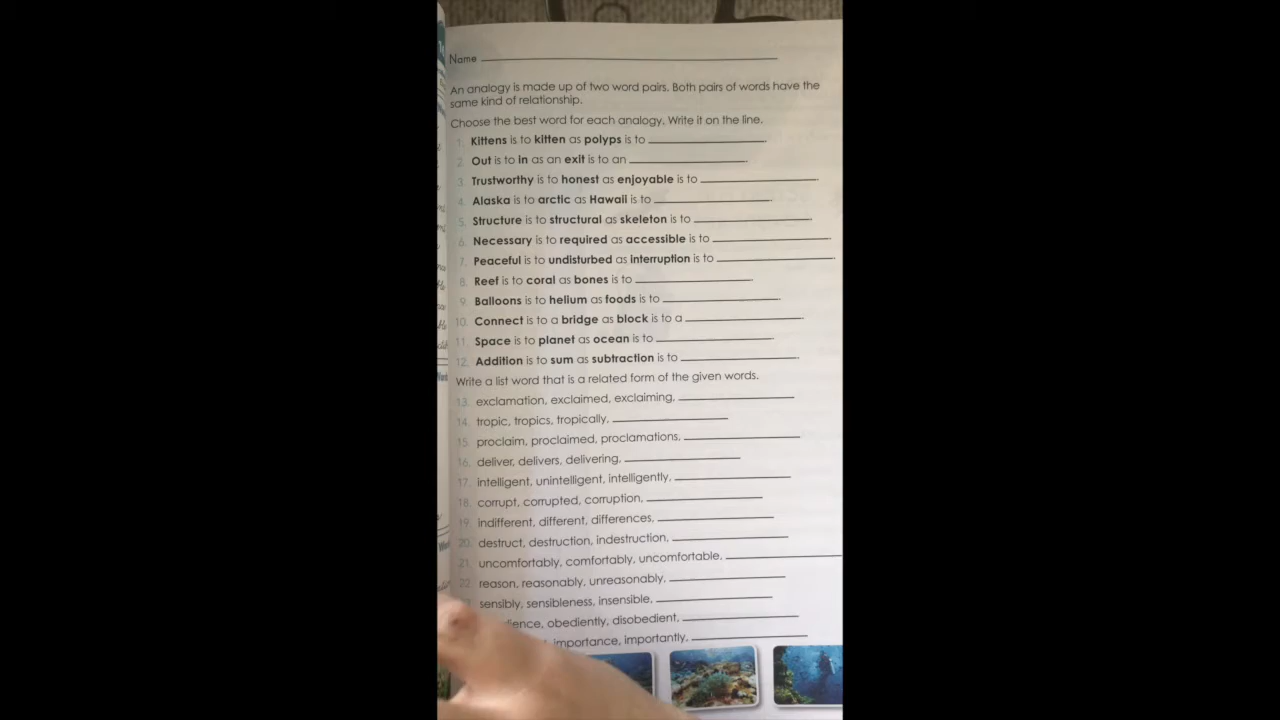 Name
An analogy is made up of two word pairs. Both pairs of words have the
same kind of relationship.
Choose the best word for each analogy. Write it on the line.
1. Kittens is to kitten as polyps is to .
2. Out is to in as an exit is to an .
3. Trustworthy is to honest as enjoyable is to .
4. Alaska is to arctic as Hawaii is to .
5. Structure is to structural as skeleton is to .
6. Necessary is to required as accessible is to .
7. Peaceful is to undisturbed as interruption is to .
8. Reef is to coral as bones is to .
9. Balloons is to helium as foods is to .
10. Connect is to a bridge as block is to a .
11. Space is to planet as ocean is to .
12. Addition is to sum as subtraction is to .
Write a list word that is a related form of the given words.
13. exclamation, exclaimed, exclaiming,
14. tropic, tropics, tropically,
15. proclaim, proclaimed, proclamations,
16. deliver, delivers, delivering,
17. intelligent, unintelligent, intelligently,
18. corrupt, corrupted, corruption,
19. indifferent, different, differences,
20. destruct, destruction, indestruction,
21. uncomfortably, comfortably, uncomfortable,
22. reason, reasonably, unreasonably,
sensibly, sensibleness, insensible,
obediently, disobedient,
importance, importantly,